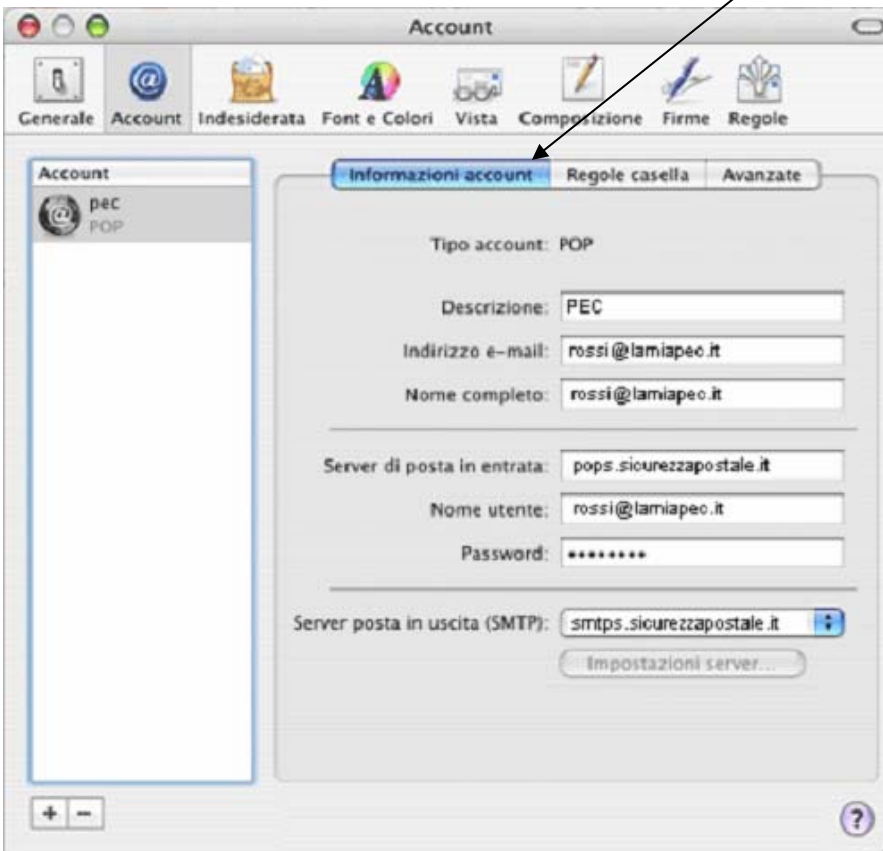 Account
Generale Account Indesiderata Font e Colori Vista Composizione Firme Regole
Account
pec
POP
Informazioni account Regole casella Avanzate
Tipo account: POP
Descrizione: PEC
Indirizzo e-mail: rossi@lamiapec.it
Nome completo: rossi@lamiapec.it
Server di posta in entrata: pops.sicurezzapostale.it
Nome utente: rossi@lamiapec.it
Password: ••••••••
Server posta in uscita (SMTP): smtps.sicurezzapostale.it
Impostazioni server...
+ − ?